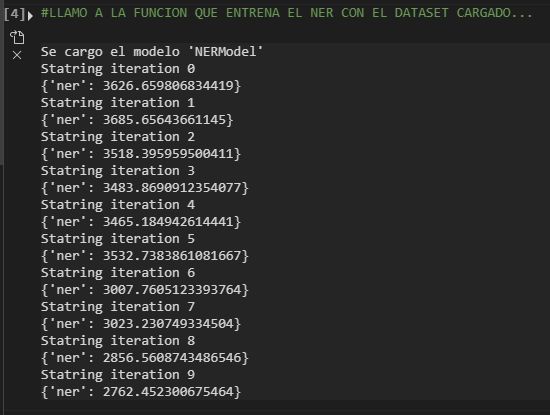 [4] #LLAMO A LA FUNCION QUE ENTRENA EL NER CON EL DATASET CARGADO...
Se cargo el modelo 'NERModel'
Statring iteration 0
{'ner': 3626.659806834419}
Statring iteration 1
{'ner': 3685.65643661145}
Statring iteration 2
{'ner': 3518.395959500411}
Statring iteration 3
{'ner': 3483.8690912354077}
Statring iteration 4
{'ner': 3465.184942614441}
Statring iteration 5
{'ner': 3532.7383861081667}
Statring iteration 6
{'ner': 3007.7605123393764}
Statring iteration 7
{'ner': 3023.230749334504}
Statring iteration 8
{'ner': 2856.5608743486546}
Statring iteration 9
{'ner': 2762.452300675464}